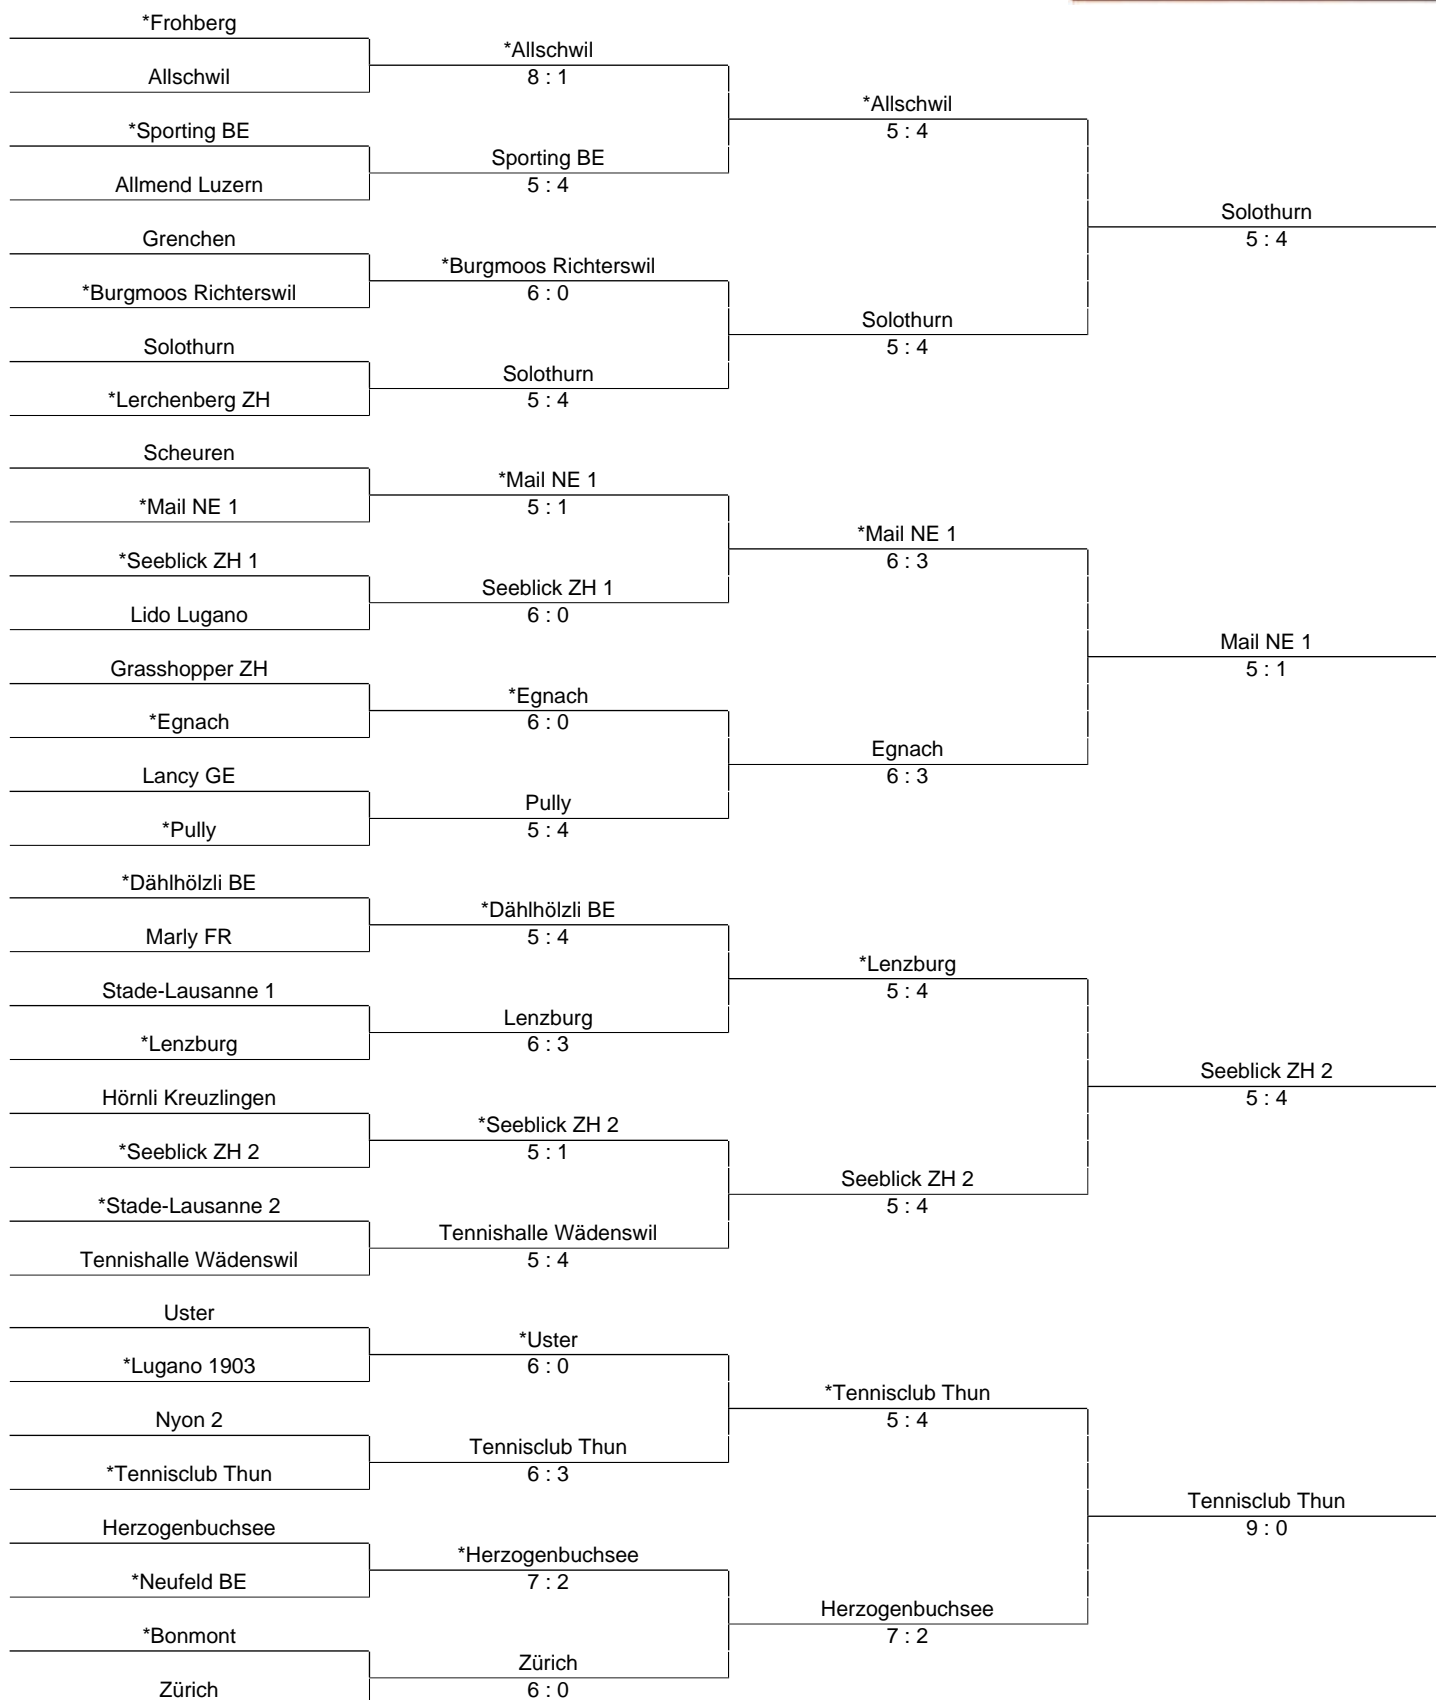 *Frohberg
Allschwil
*Sporting BE
Allmend Luzern
Grenchen
*Burgmoos Richterswil
Solothurn
*Lerchenberg ZH
Scheuren
*Mail NE 1
*Seeblick ZH 1
Lido Lugano
Grasshopper ZH
*Egnach
Lancy GE
*Pully
*Dählhölzli BE
Marly FR
Stade-Lausanne 1
*Lenzburg
Hörnli Kreuzlingen
*Seeblick ZH 2
*Stade-Lausanne 2
Tennishalle Wädenswil
Uster
*Lugano 1903
Nyon 2
*Tennisclub Thun
Herzogenbuchsee
*Neufeld BE
*Bonmont
Zürich
*Allschwil
8 : 1
Sporting BE
5 : 4
*Burgmoos Richterswil
6 : 0
Solothurn
5 : 4
*Mail NE 1
5 : 1
Seeblick ZH 1
6 : 0
*Egnach
6 : 0
Pully
5 : 4
*Dählhölzli BE
5 : 4
Lenzburg
6 : 3
*Seeblick ZH 2
5 : 1
Tennishalle Wädenswil
5 : 4
*Uster
6 : 0
Tennisclub Thun
6 : 3
*Herzogenbuchsee
7 : 2
Zürich
6 : 0
*Allschwil
5 : 4
Solothurn
5 : 4
*Mail NE 1
6 : 3
Egnach
6 : 3
*Lenzburg
5 : 4
Seeblick ZH 2
5 : 4
*Tennisclub Thun
5 : 4
Herzogenbuchsee
7 : 2
Solothurn
5 : 4
Mail NE 1
5 : 1
Seeblick ZH 2
5 : 4
Tennisclub Thun
9 : 0